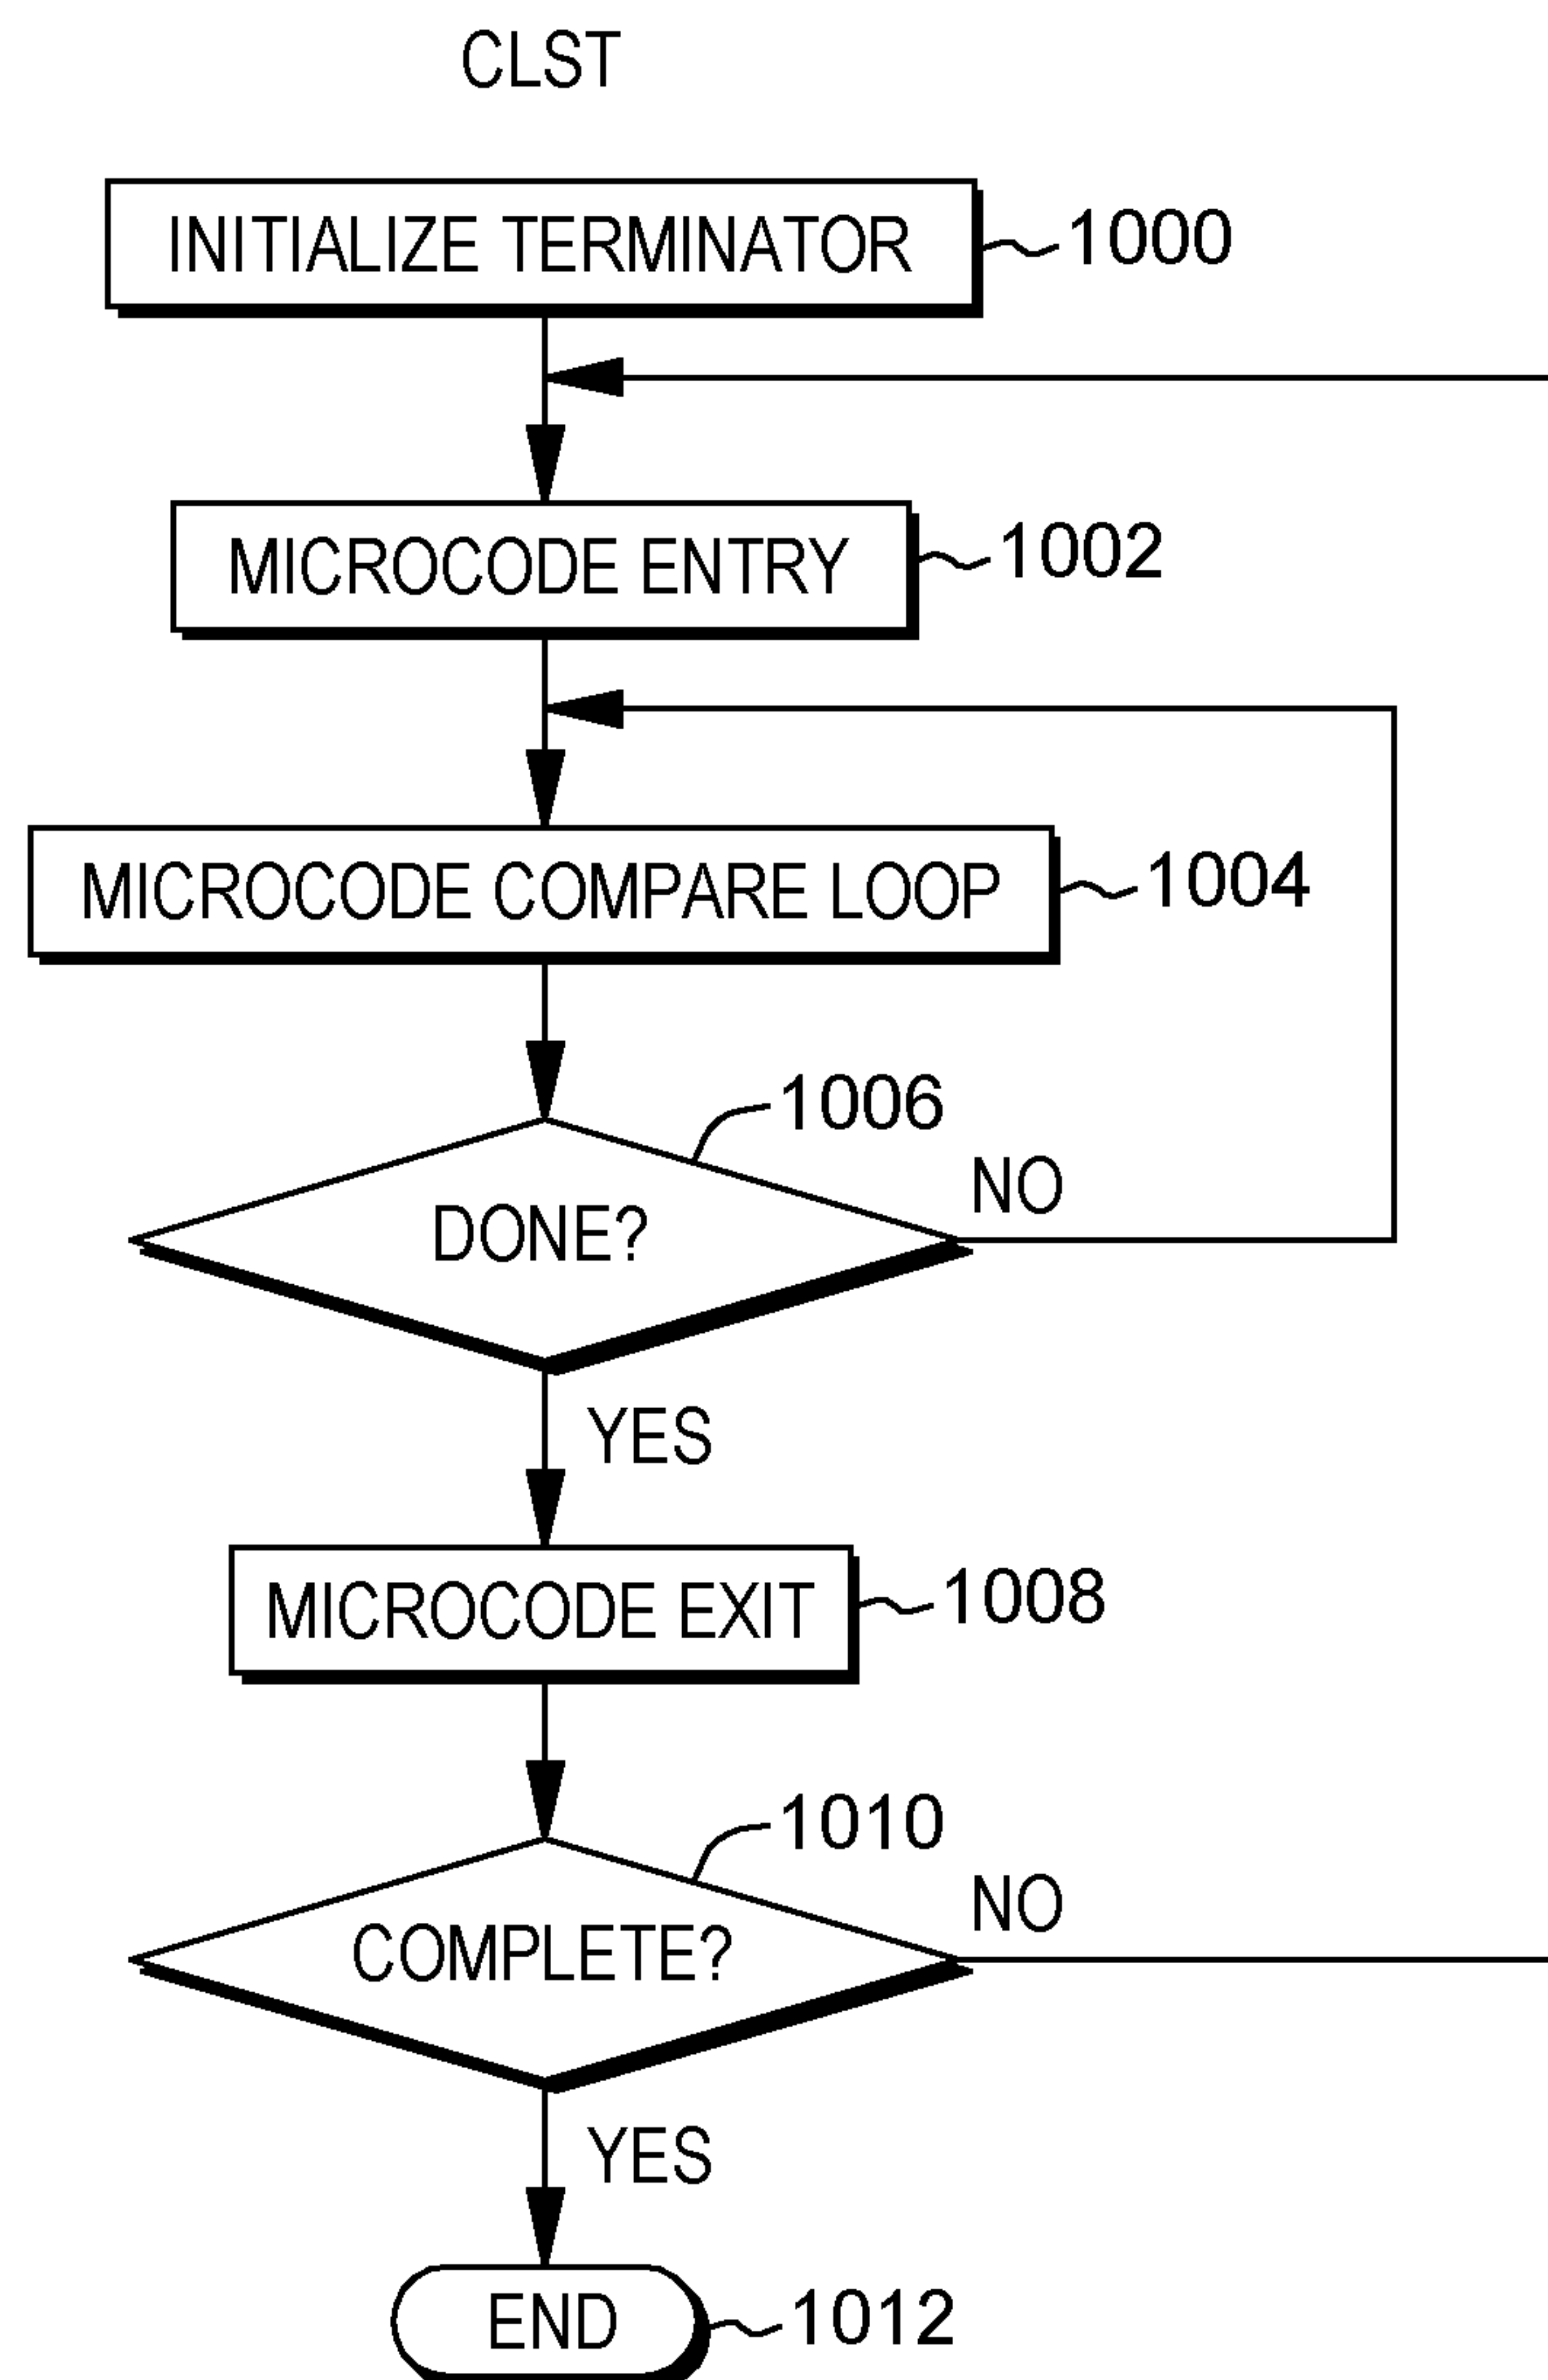 CLST
INITIALIZE TERMINATOR
1000
MICROCODE ENTRY
1002
MICROCODE COMPARE LOOP
1004
1006
DONE?
NO
YES
MICROCODE EXIT
1008
1010
COMPLETE?
NO
YES
END
1012